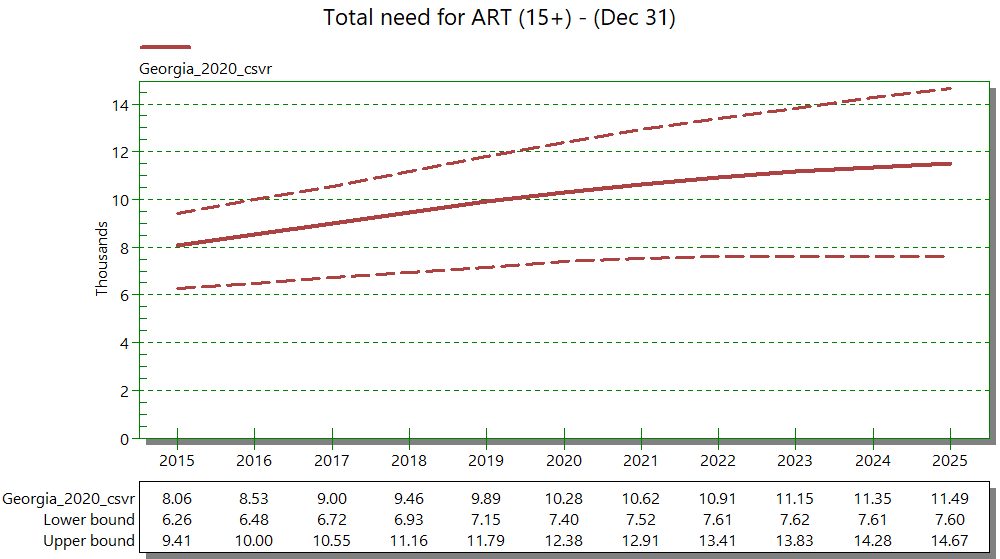 Total need for ART (15+) - (Dec 31)
Georgia_2020_csvr
Thousands
14
12
10
8
6
4
2
0
2015 2016 2017 2018 2019 2020 2021 2022 2023 2024 2025
Georgia_2020_csvr 8.06 8.53 9.00 9.46 9.89 10.28 10.62 10.91 11.15 11.35 11.49
Lower bound 6.26 6.48 6.72 6.93 7.15 7.40 7.52 7.61 7.62 7.61 7.60
Upper bound 9.41 10.00 10.55 11.16 11.79 12.38 12.91 13.41 13.83 14.28 14.67